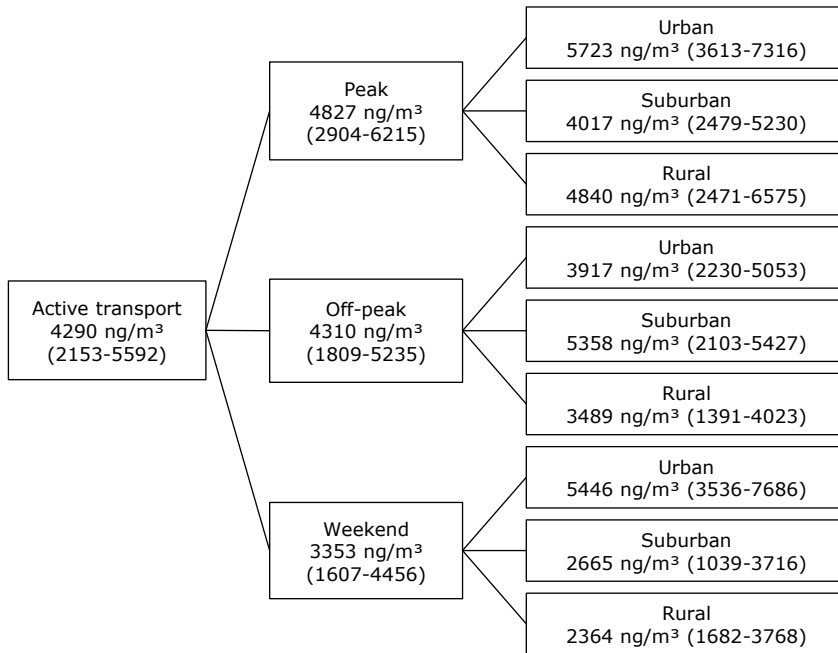 Active transport
4290 ng/m³
(2153-5592)
Peak
4827 ng/m³
(2904-6215)
Urban
5723 ng/m³ (3613-7316)
Suburban
4017 ng/m³ (2479-5230)
Rural
4840 ng/m³ (2471-6575)
Off-peak
4310 ng/m³
(1809-5235)
Urban
3917 ng/m³ (2230-5053)
Suburban
5358 ng/m³ (2103-5427)
Rural
3489 ng/m³ (1391-4023)
Weekend
3353 ng/m³
(1607-4456)
Urban
5446 ng/m³ (3536-7686)
Suburban
2665 ng/m³ (1039-3716)
Rural
2364 ng/m³ (1682-3768)